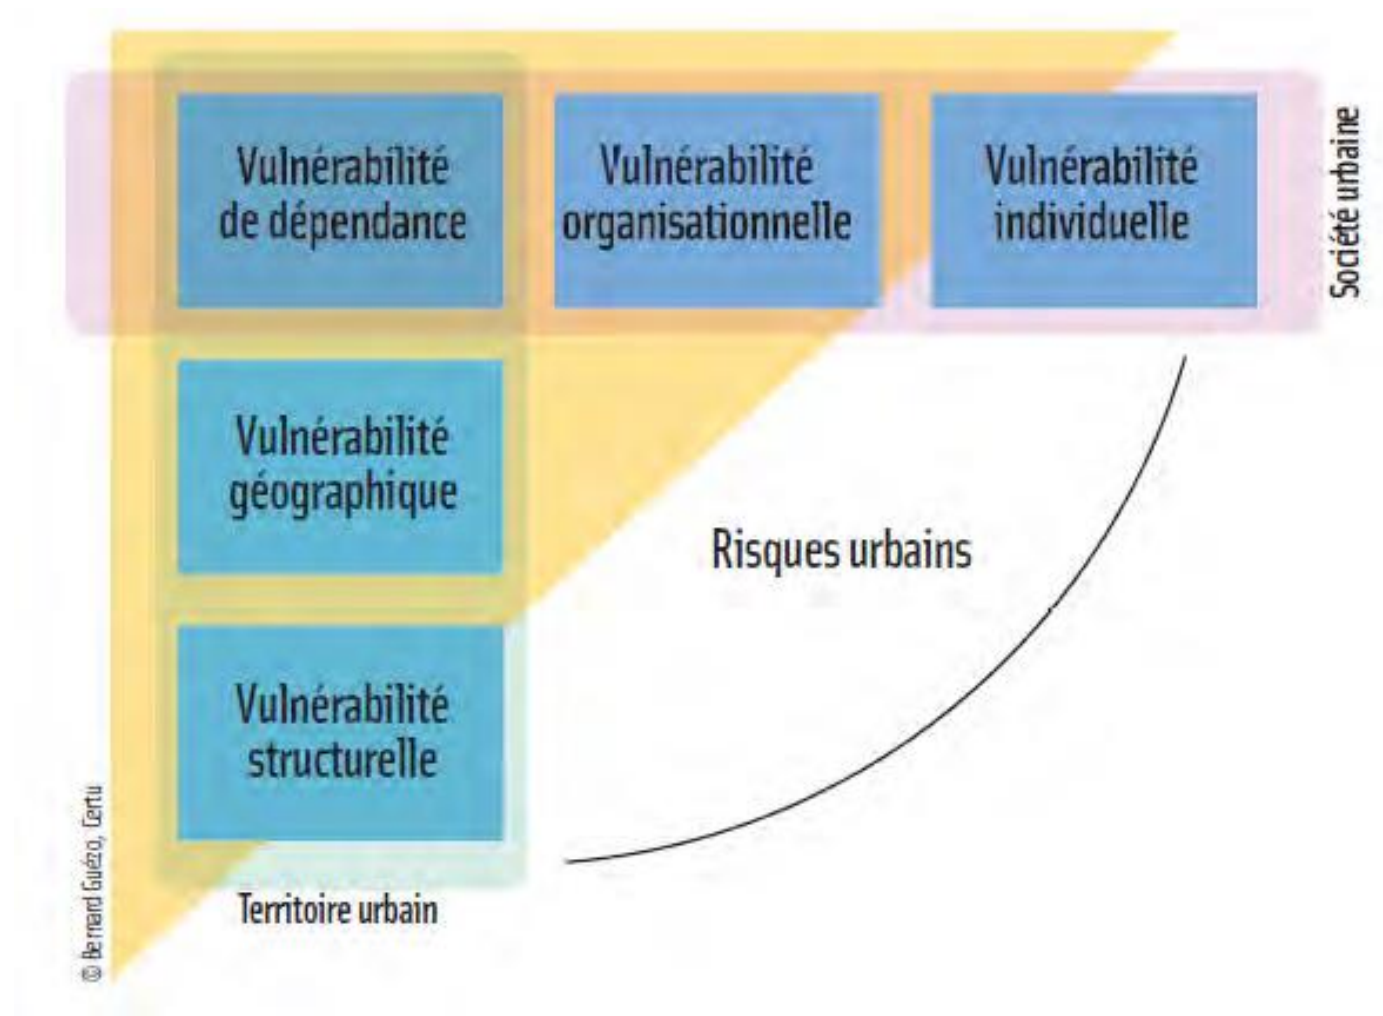 Vulnérabilité
de dépendance
Vulnérabilité
organisationnelle
Vulnérabilité
individuelle
Société urbaine
Vulnérabilité
géographique
Risques urbains
Vulnérabilité
structurelle
Territoire urbain
© Bernard Guézo, Certu